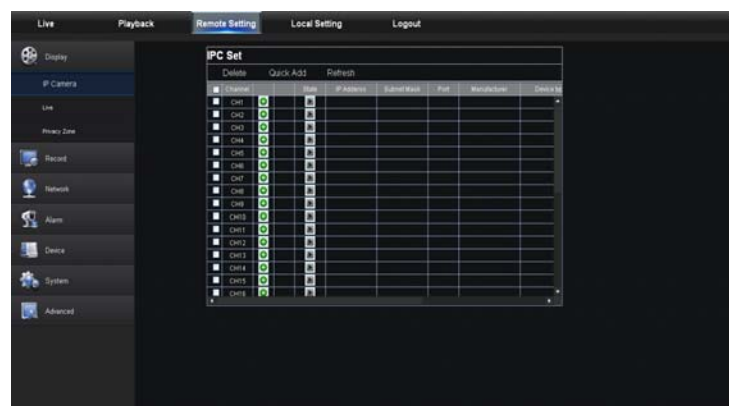 Live Playback Remote Setting Local Setting Logout
Display
IP Camera
Live
Privacy Zone
Record
Network
Alarm
Device
System
Advanced
IPC Set
Delete Quick Add Refresh
Channel State IP Address Subnet Mask Port Manufacturer Device ty
CH1
CH2
CH3
CH4
CH5
CH6
CH7
CH8
CH9
CH10
CH11
CH12
CH13
CH14
CH15
CH16